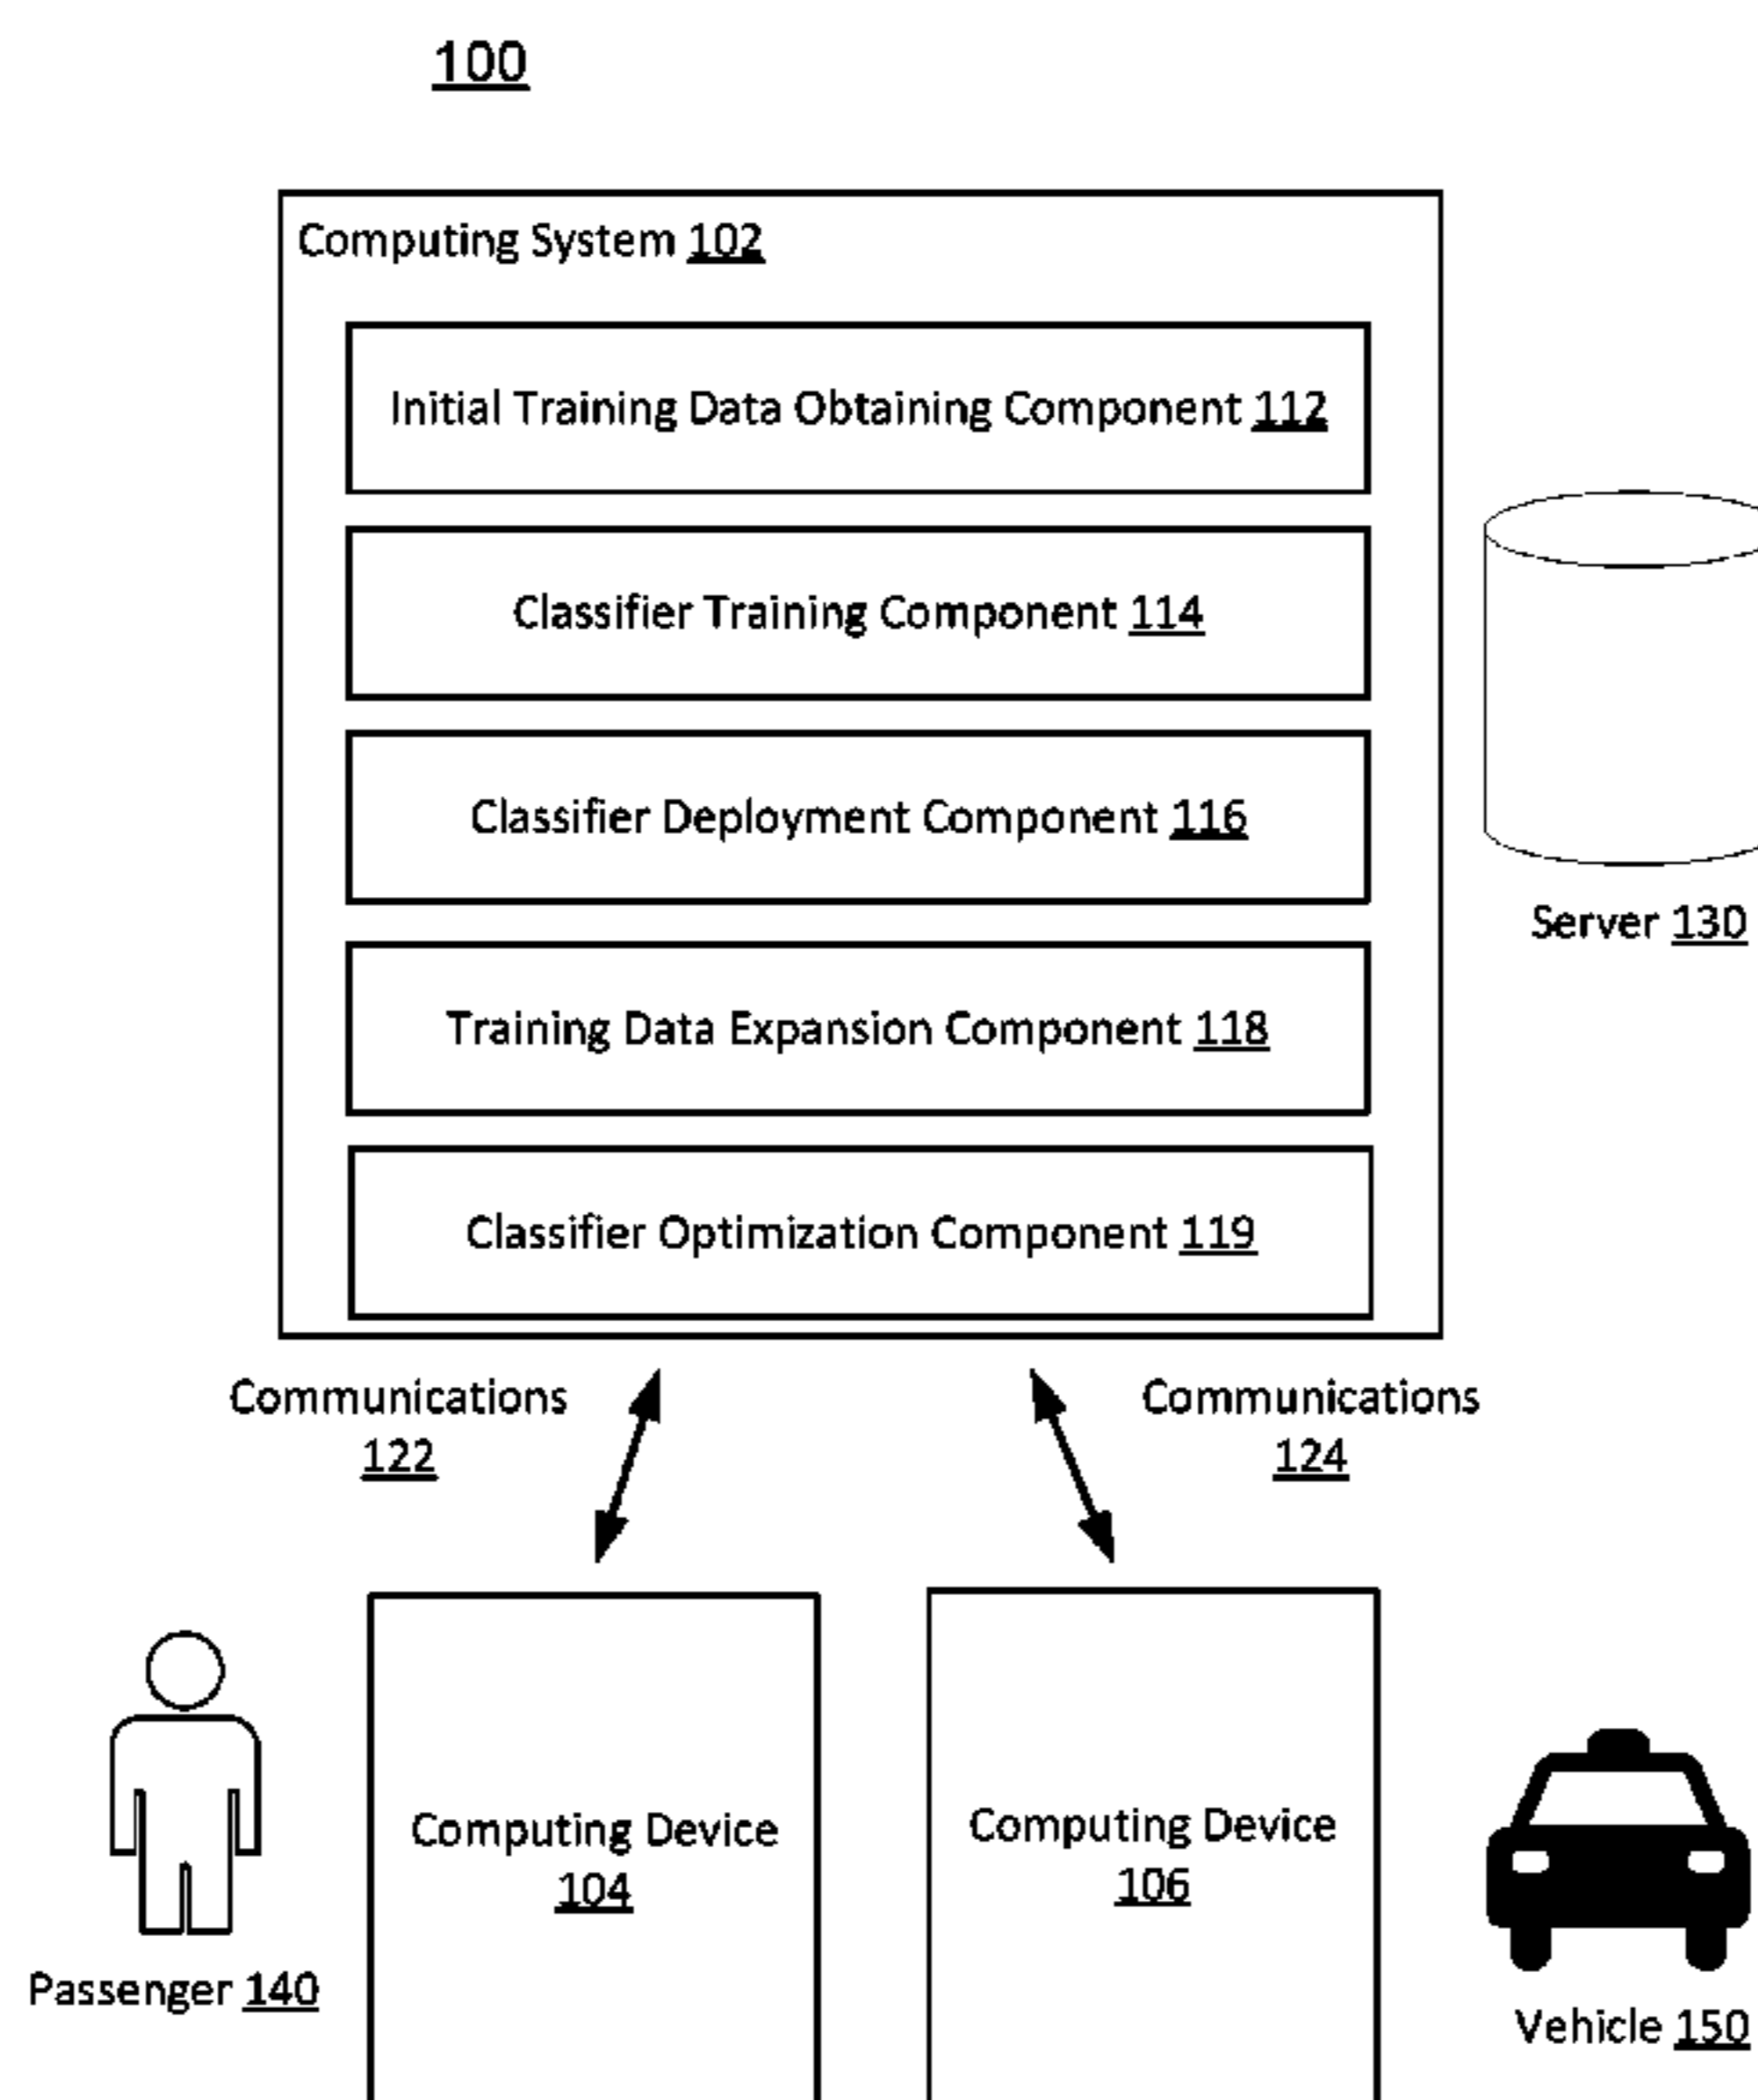 100
Computing System 102
Initial Training Data Obtaining Component 112
Classifier Training Component 114
Classifier Deployment Component 116
Server 130
Training Data Expansion Component 118
Classifier Optimization Component 119
Communications
122
Communications
124
Computing Device
104
Computing Device
106
Passenger 140
Vehicle 150